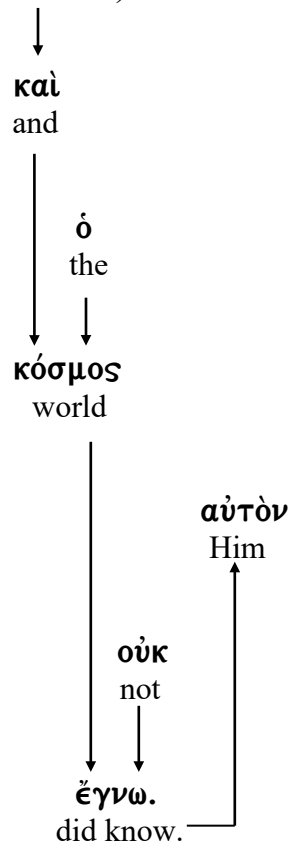 καὶ
and
ὁ
the
κόσμος
world
αὐτὸν
Him
οὐκ
not
ἔγνω.
did know.